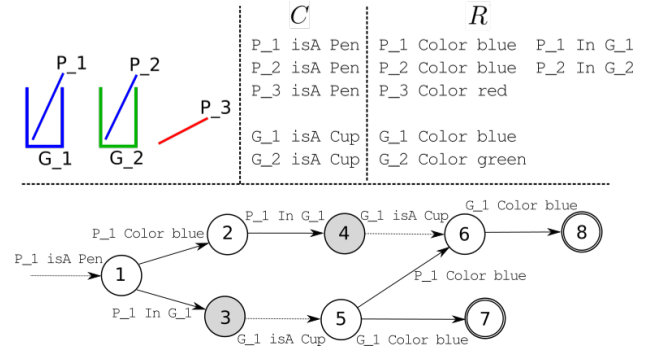 C R
P_1 isA Pen P_1 Color blue P_1 In G_1
P_2 isA Pen P_2 Color blue P_2 In G_2
P_3 isA Pen P_3 Color red
G_1 isA Cup G_1 Color blue
G_2 isA Cup G_2 Color green
P_1 P_2
P_3
G_1 G_2
P_1 In G_1 G_1 isA Cup G_1 Color blue
P_1 Color blue 2 4 6 8
P_1 isA Pen 1 P_1 Color blue
P_1 In G_1 3 5 7
G_1 isA Cup G_1 Color blue